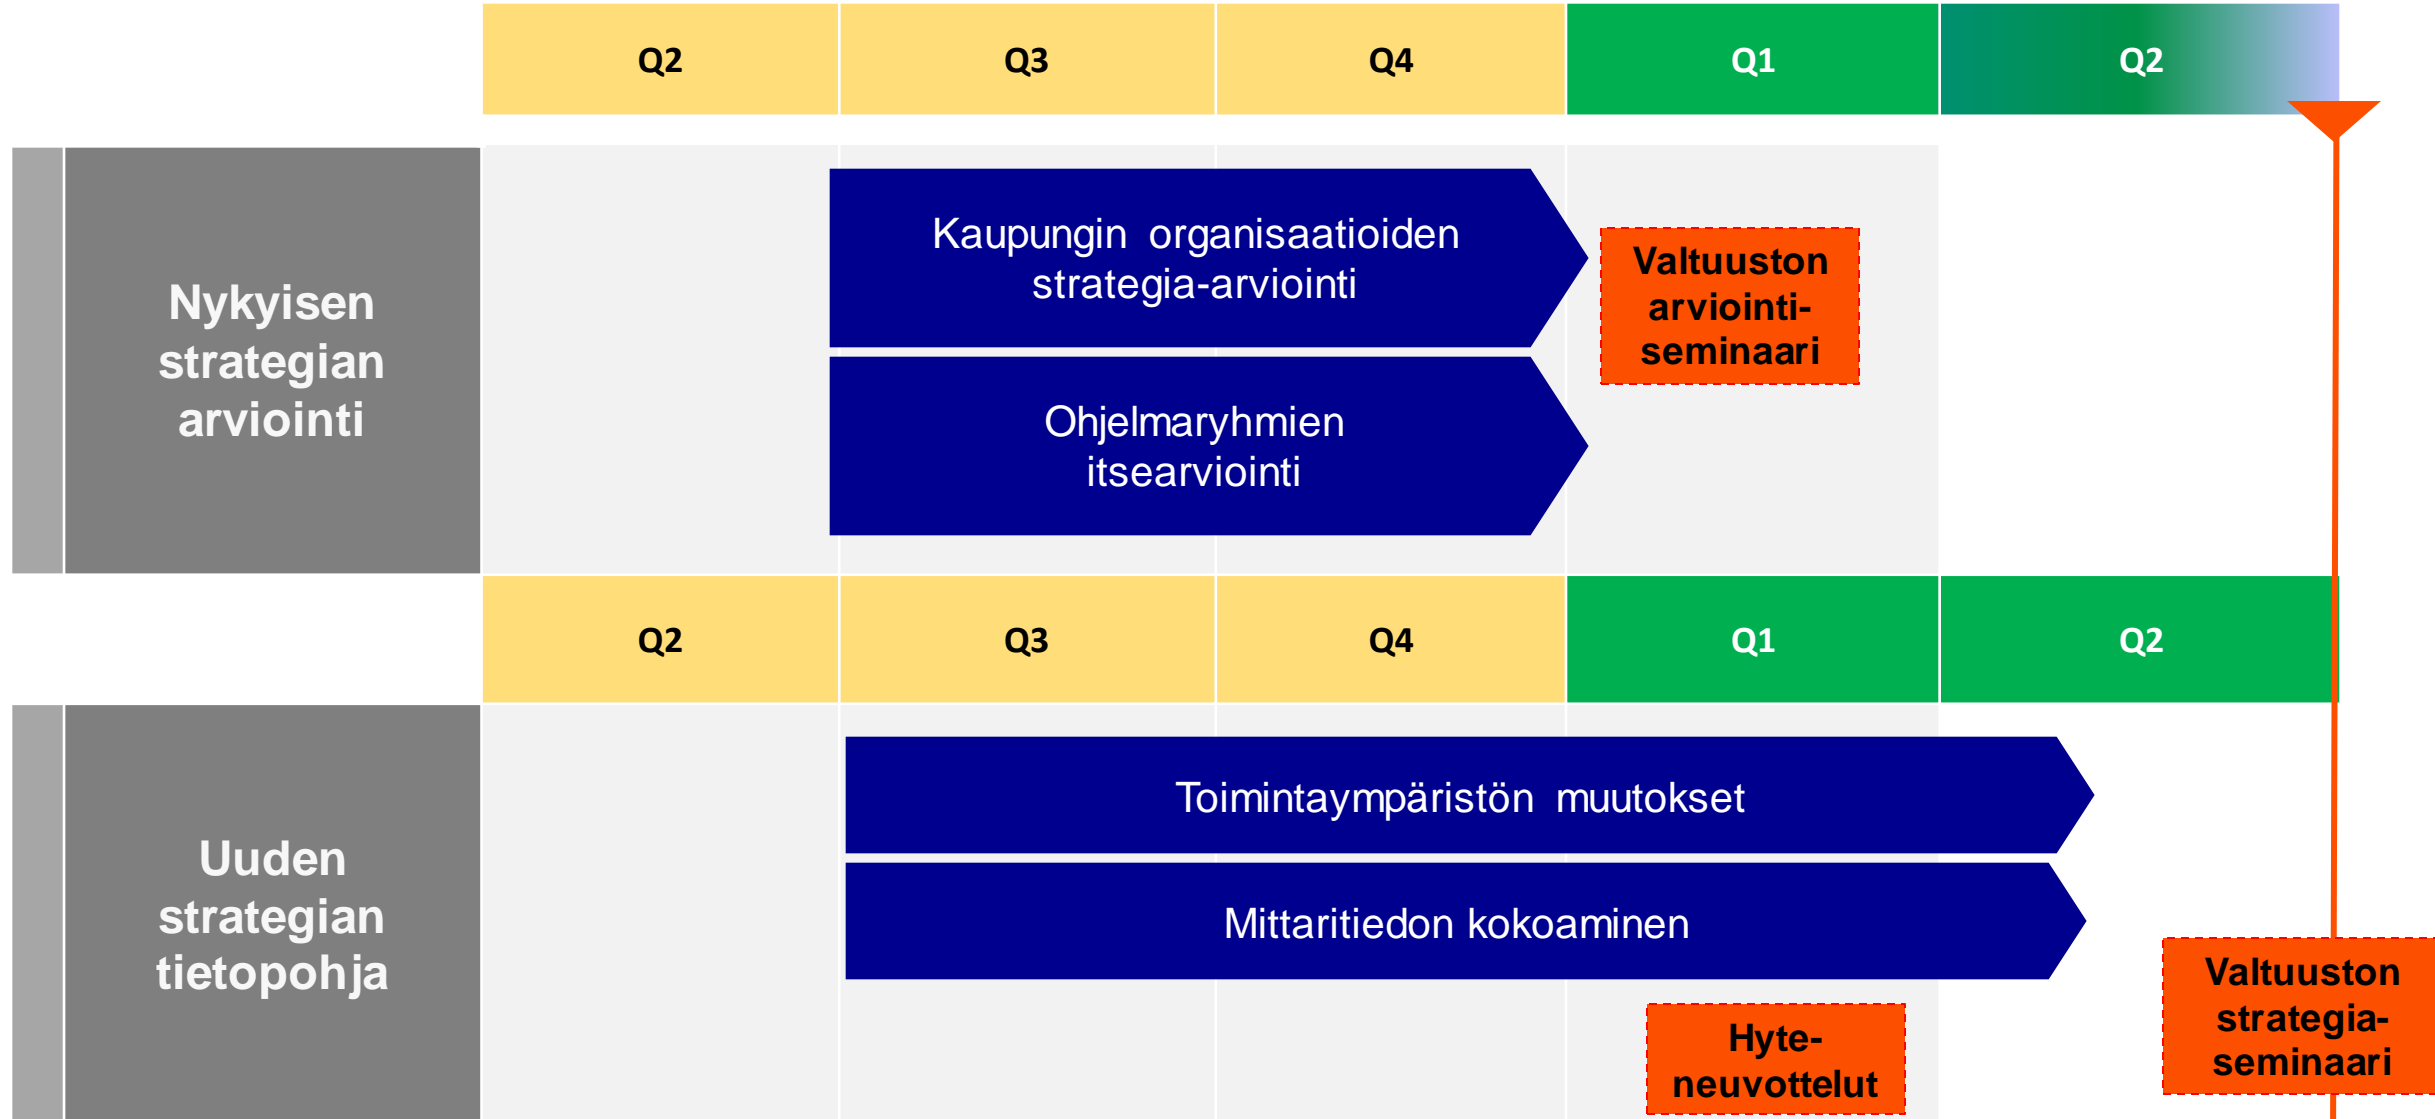 Q2
Q3
Q4
Q1
Q2
Nykyisen
strategian
arviointi
Kaupungin organisaatioiden
strategia-arviointi
Ohjelmaryhmien
itsearviointi
Valtuuston
arviointi-
seminaari
Q2
Q3
Q4
Q1
Q2
Uuden
strategian
tietopohja
Toimintaympäristön muutokset
Mittaritiedon kokoaminen
Hyte-
neuvottelut
Valtuuston
strategia-
seminaari